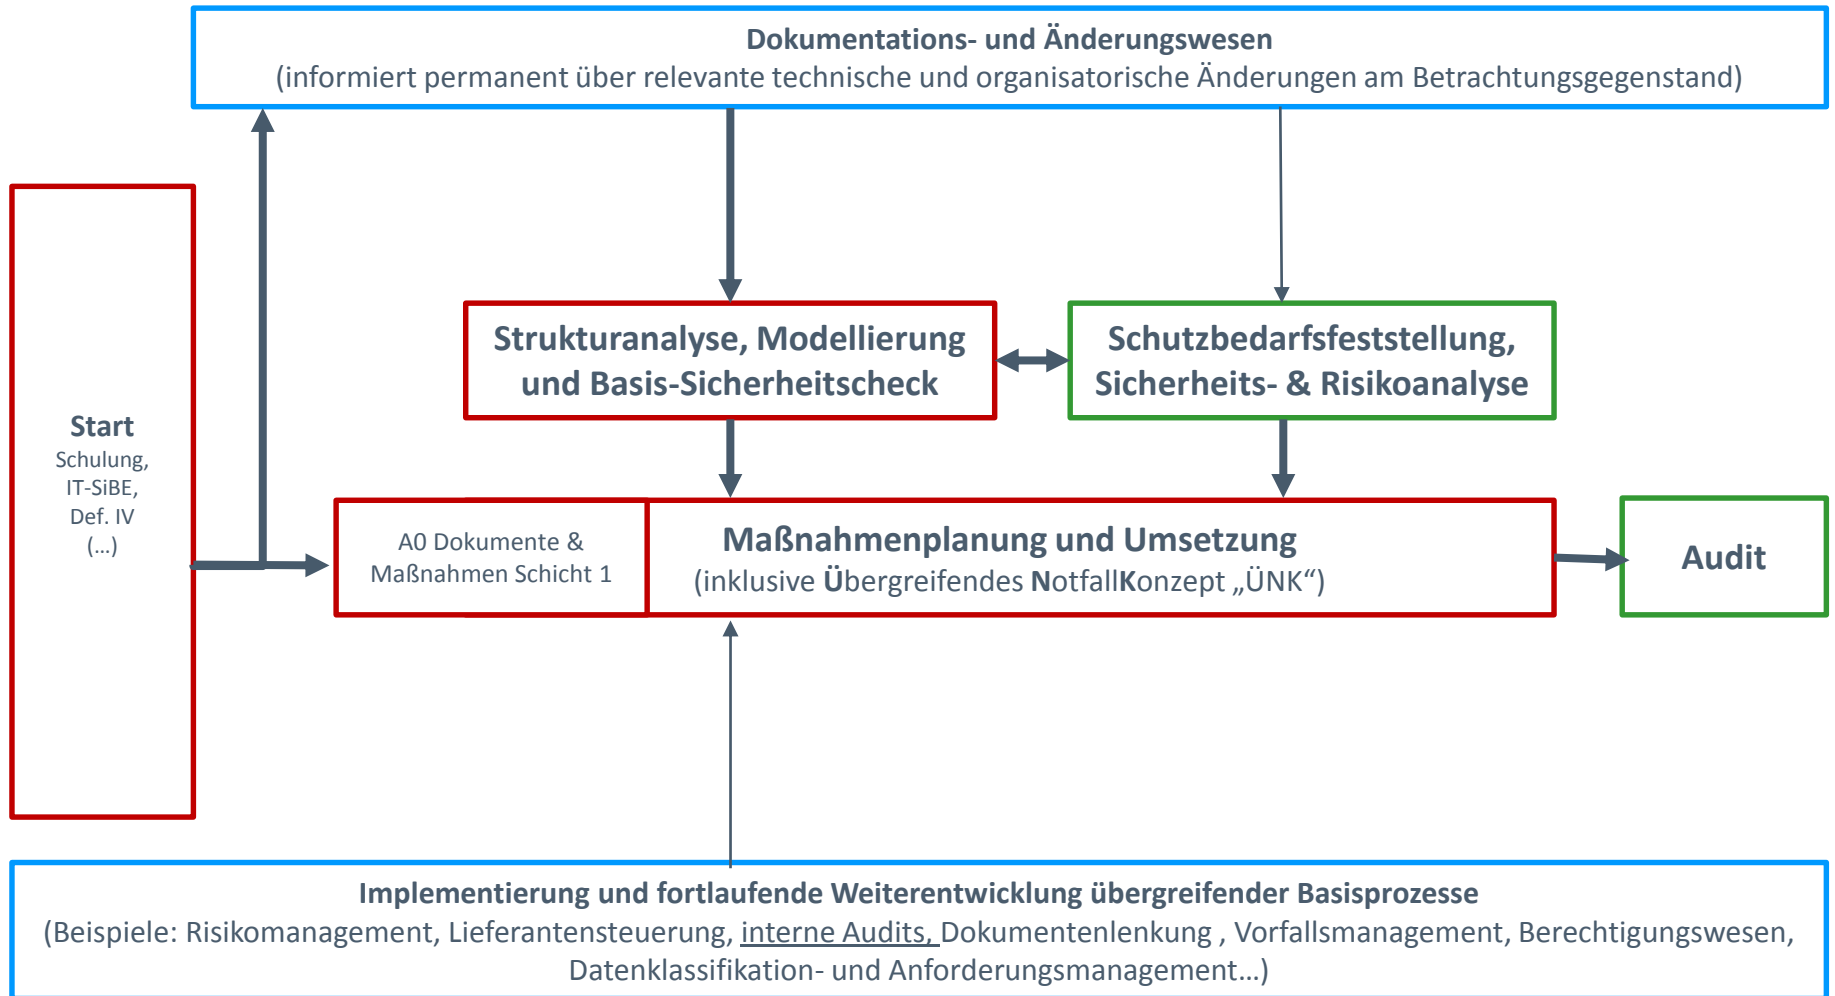 Dokumentations- und Änderungswesen
(informiert permanent über relevante technische und organisatorische Änderungen am Betrachtungsgegenstand)
Strukturanalyse, Modellierung
und Basis-Sicherheitscheck
Schutzbedarfsfeststellung,
Sicherheits- & Risikoanalyse
Start
Schulung,
IT-SiBE,
Def. IV
(...)
A0 Dokumente &
Maßnahmen Schicht 1
Maßnahmenplanung und Umsetzung
(inklusive Übergreifendes NotfallKonzept „ÜNK“)
Audit
Implementierung und fortlaufende Weiterentwicklung übergreifender Basisprozesse
(Beispiele: Risikomanagement, Lieferantensteuerung, interne Audits, Dokumentenlenkung , Vorfallsmanagement, Berechtigungswesen,
Datenklassifikation- und Anforderungsmanagement...)